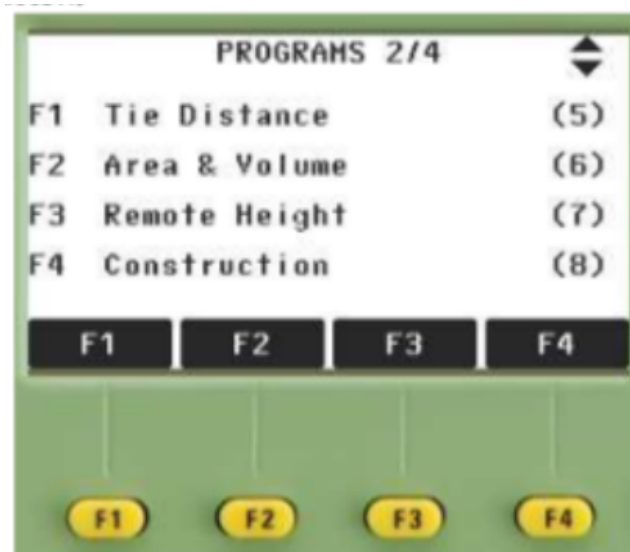 PROGRAMS 2/4
F1 Tie Distance (5)
F2 Area & Volume (6)
F3 Remote Height (7)
F4 Construction (8)
F1 F2 F3 F4
F1 F2 F3 F4